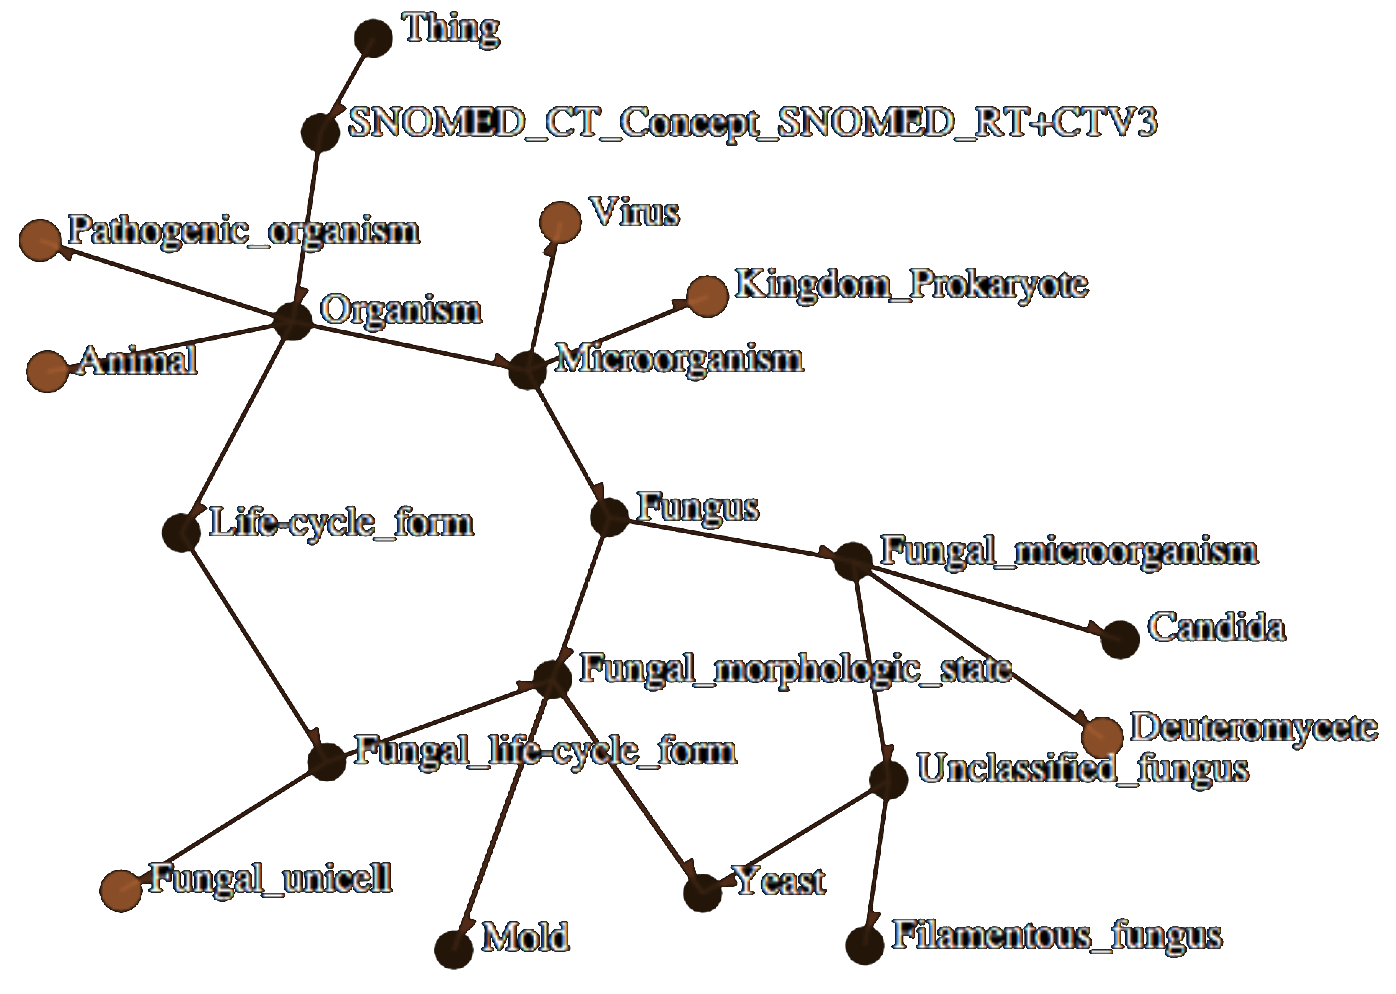 Thing
SNOMED_CT_Concept_SNOMED_RT+CTV3
Virus
Pathogenic_organism
Kingdom_Prokaryote
Organism
Animal
Microorganism
Fungus
Life-cycle_form
Fungal_microorganism
Candida
Fungal_morphologic_state
Deuteromycete
Fungal_life-cycle_form
Unclassified_fungus
Fungal_unicell
Yeast
Mold
Filamentous_fungus